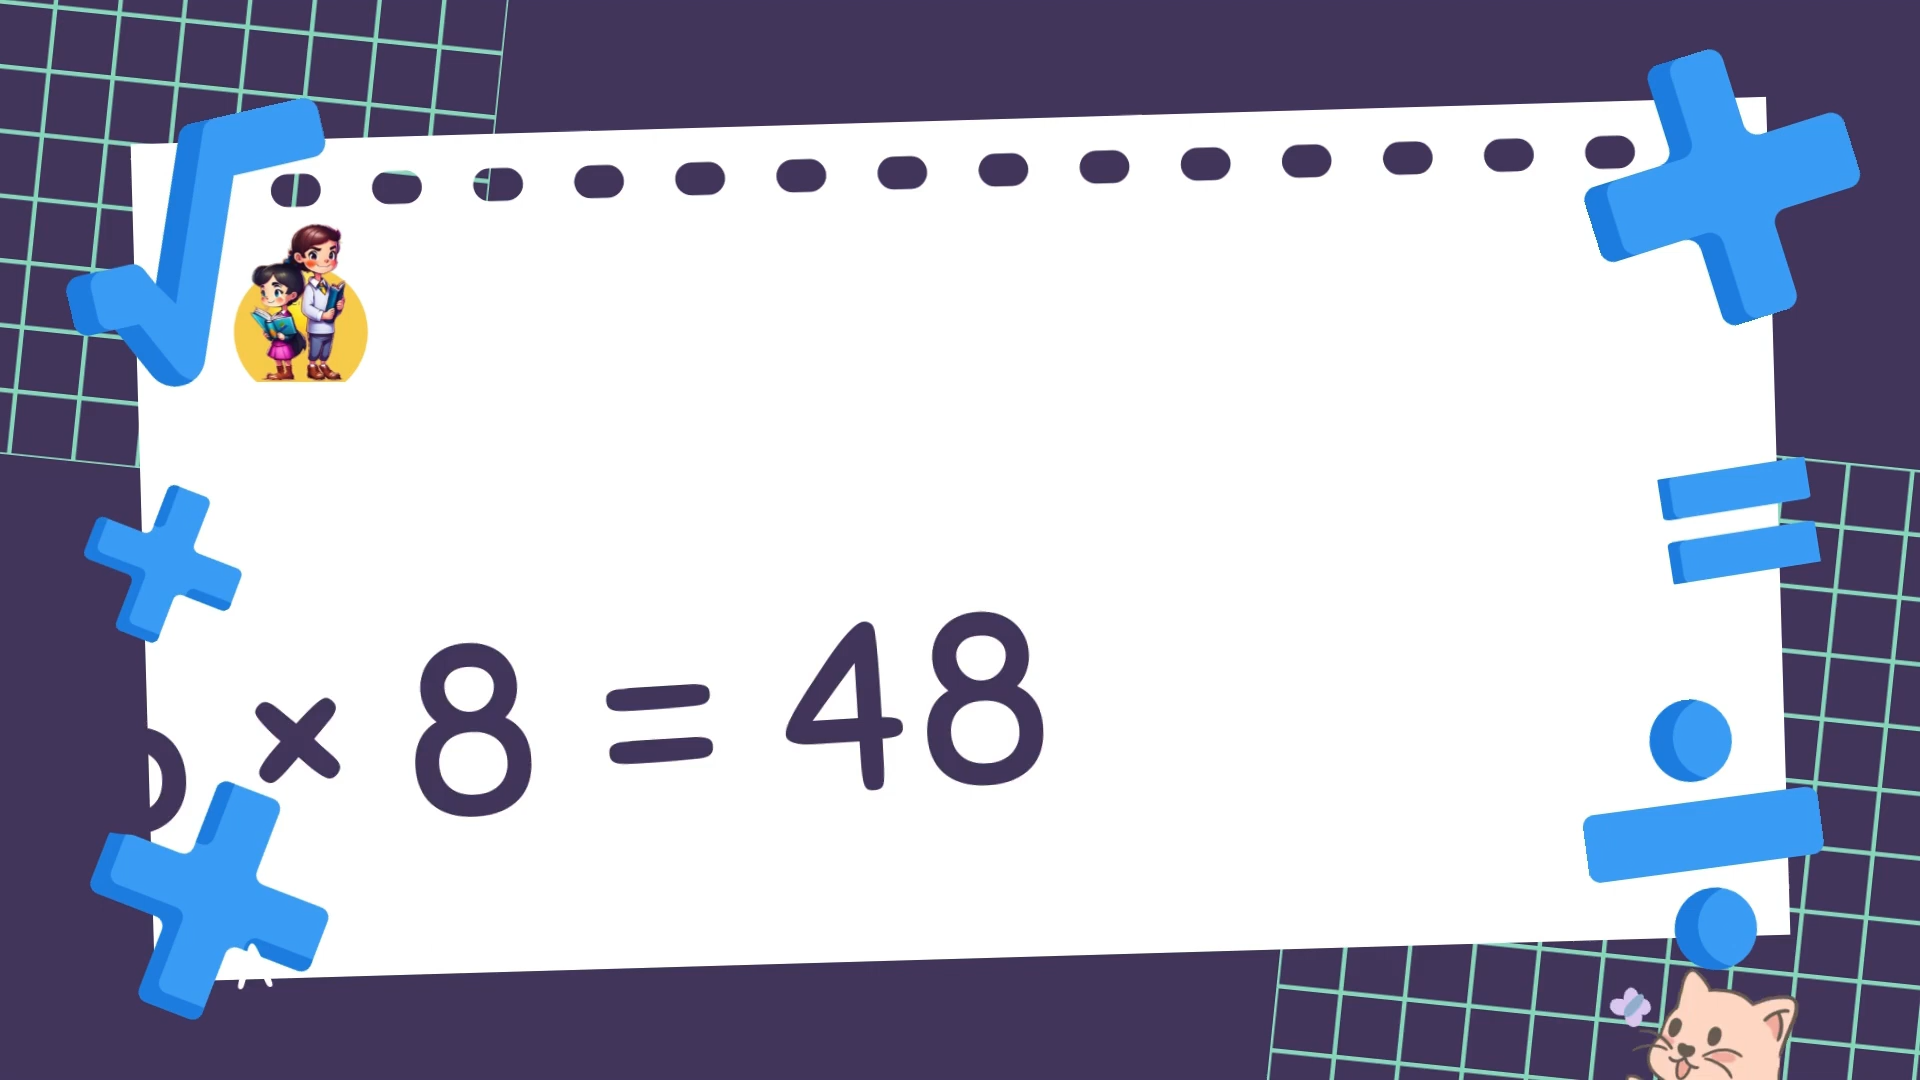 × 8 = 48